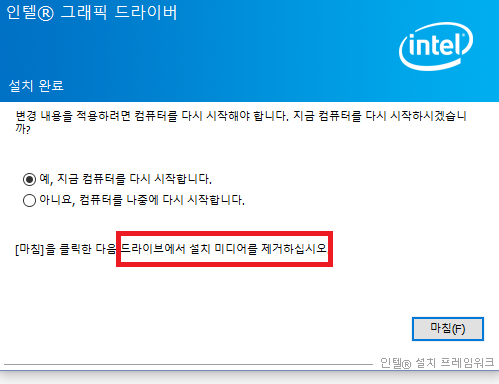 인텔® 그래픽 드라이버
intel
설치 완료
변경 내용을 적용하려면 컴퓨터를 다시 시작해야 합니다. 지금 컴퓨터를 다시 시작하시겠습니
까?
예, 지금 컴퓨터를 다시 시작합니다.
아니요, 컴퓨터를 나중에 다시 시작합니다.
[마침]을 클릭한 다음 드라이브에서 설치 미디어를 제거하십시오
마침(F)
인텔® 설치 프레임워크